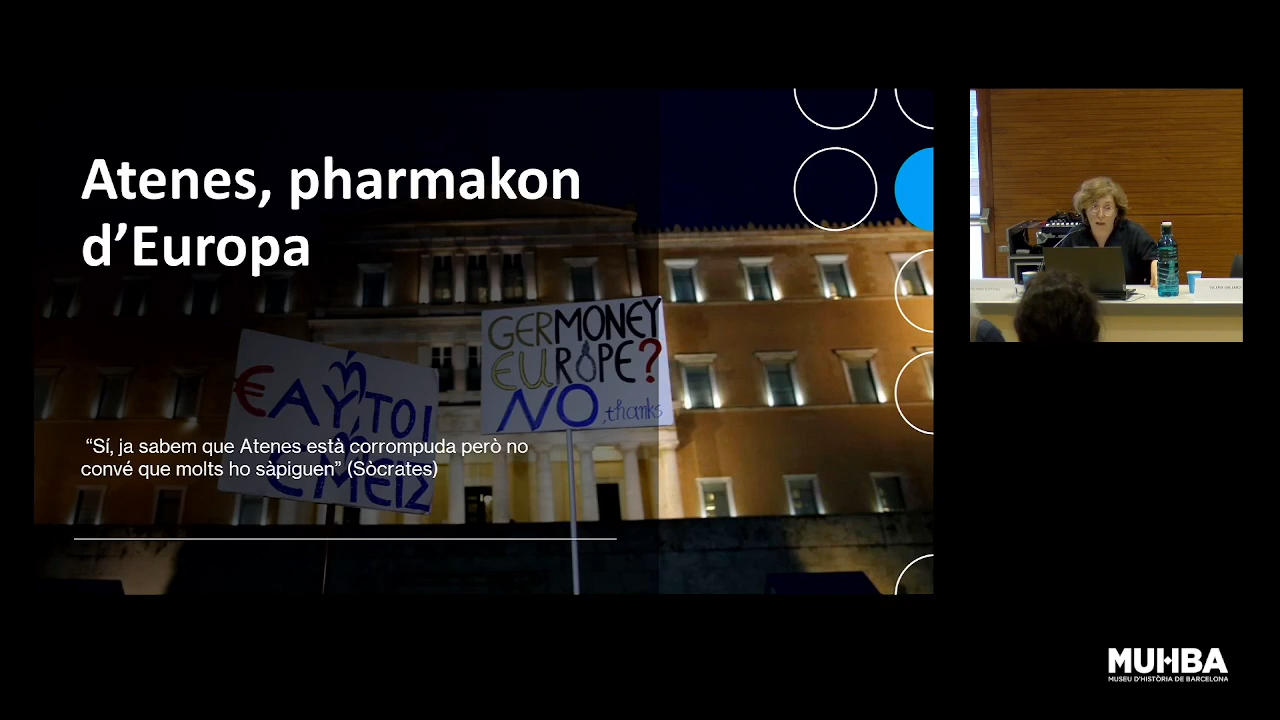 Atenes, pharmakon
d’Europa
GERMONEY
EUROPE?
NO, thanks
€AYTOI
ΕΜΕΙΣ
“Sí, ja sabem que Atenes està corrompuda però no
convé que molts ho sàpiguen” (Sòcrates)
MUHBA
MUSEU D'HISTÒRIA DE BARCELONA